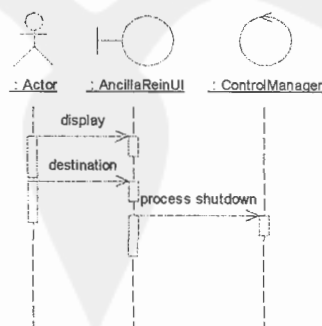 : Actor
: AncillaReinUI
: ControlManager
display
destination
process shutdown